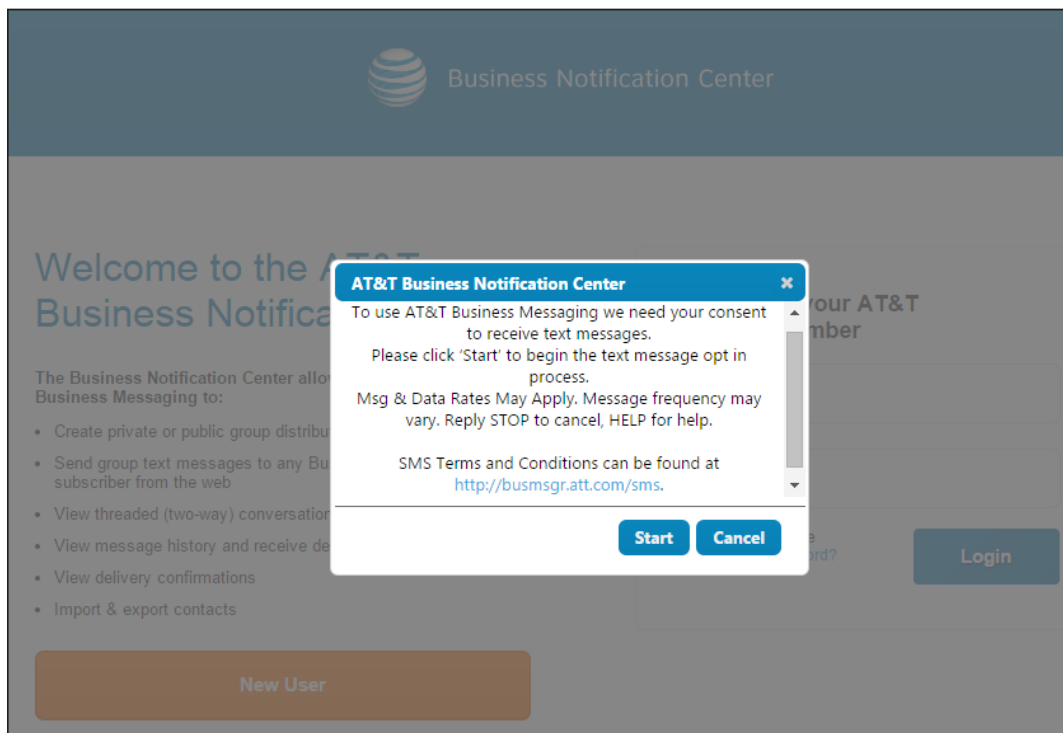 Business Notification Center
Welcome to the AT&T
Business Notifica
The Business Notification Center allo
Business Messaging to:
• Create private or public group distribu
• Send group text messages to any Bu
subscriber from the web
• View threaded (two-way) conversation
• View message history and receive de
• View delivery confirmations
• Import & export contacts
New User
AT&T Business Notification Center
To use AT&T Business Messaging we need your consent
to receive text messages.
Please click ‘Start’ to begin the text message opt in
process.
Msg & Data Rates May Apply. Message frequency may
vary. Reply STOP to cancel, HELP for help.
SMS Terms and Conditions can be found at
http://busmsgr.att.com/sms.
Start Cancel
your AT&T
mber
Login